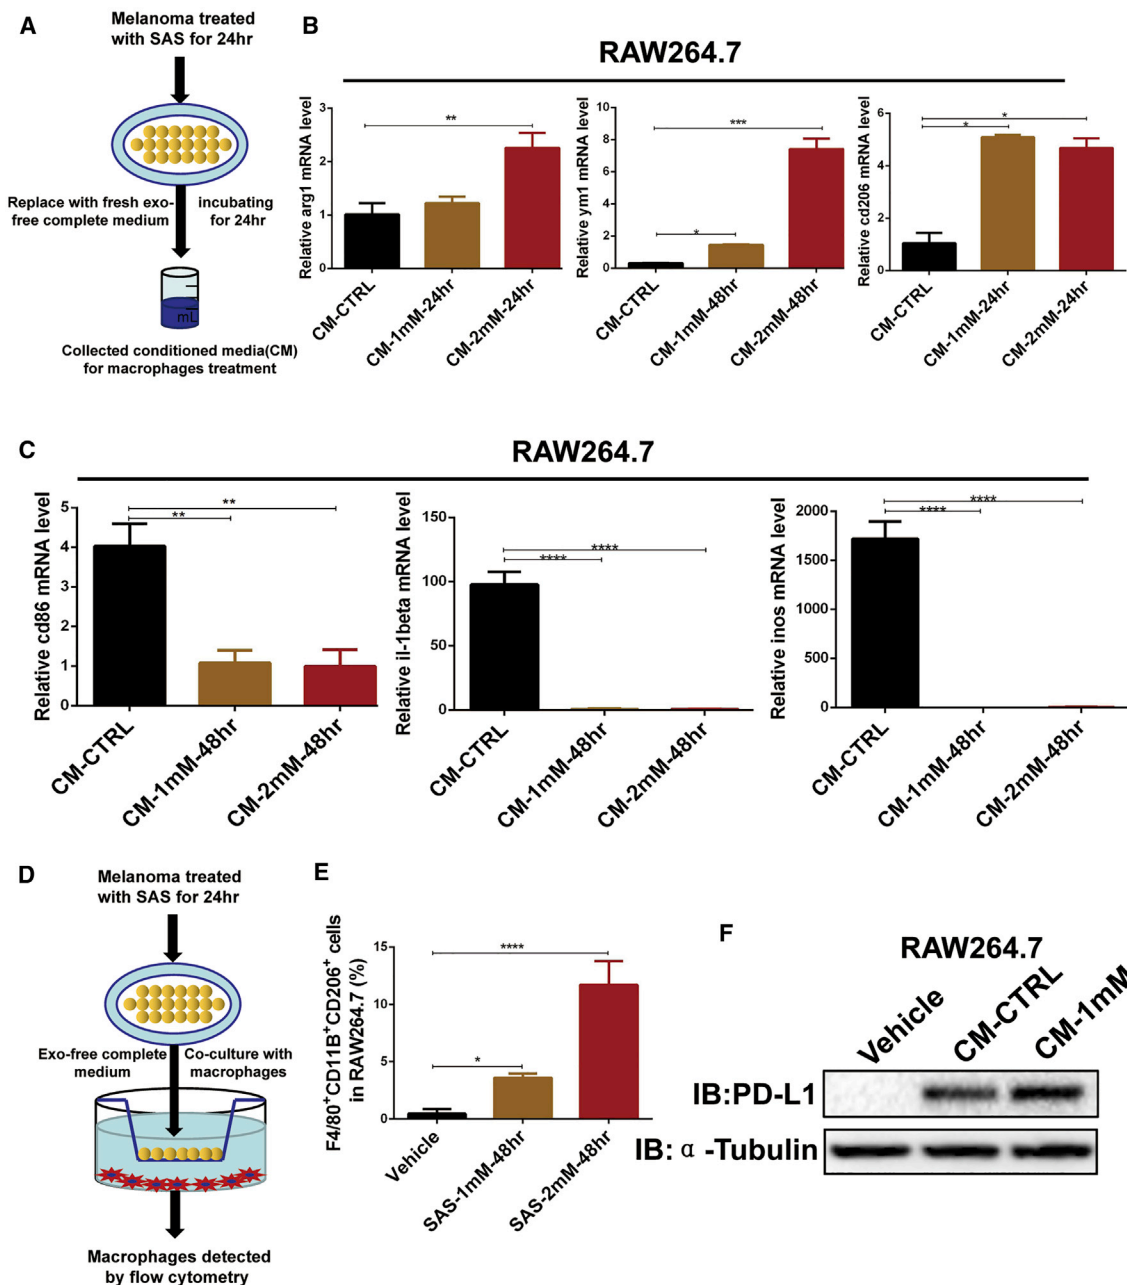 A
Melanoma treated
with SAS for 24hr
Replace with fresh exo-
free complete medium
incubating
for 24hr
mL
Collected conditioned media(CM)
for macrophages treatment
B
RAW264.7
Relative arg1 mRNA level
3
2
1
0
**
CM-CTRL
CM-1mM-24hr
CM-2mM-24hr
Relative ym1 mRNA level
10
8
6
4
2
0
***
*
CM-CTRL
CM-1mM-48hr
CM-2mM-48hr
Relative cd206 mRNA level
6
4
2
0
*
*
CM-CTRL
CM-1mM-24hr
CM-2mM-24hr
C
RAW264.7
Relative cd86 mRNA level
5
4
3
2
1
0
**
**
CM-CTRL
CM-1mM-48hr
CM-2mM-48hr
Relative il-1beta mRNA level
150
100
50
0
****
****
CM-CTRL
CM-1mM-48hr
CM-2mM-48hr
Relative inos mRNA level
2000
1500
1000
500
0
****
****
CM-CTRL
CM-1mM-48hr
CM-2mM-48hr
D
Melanoma treated
with SAS for 24hr
Exo-free complete
medium
Co-culture with
macrophages
Macrophages detected
by flow cytometry
E
F4/80+CD11B+CD206+ cells
in RAW264.7 (%)
15
10
5
0
****
*
Vehicle
SAS-1mM-48hr
SAS-2mM-48hr
F
RAW264.7
Vehicle
CM-CTRL
CM-1mM
IB:PD-L1
IB: α -Tubulin